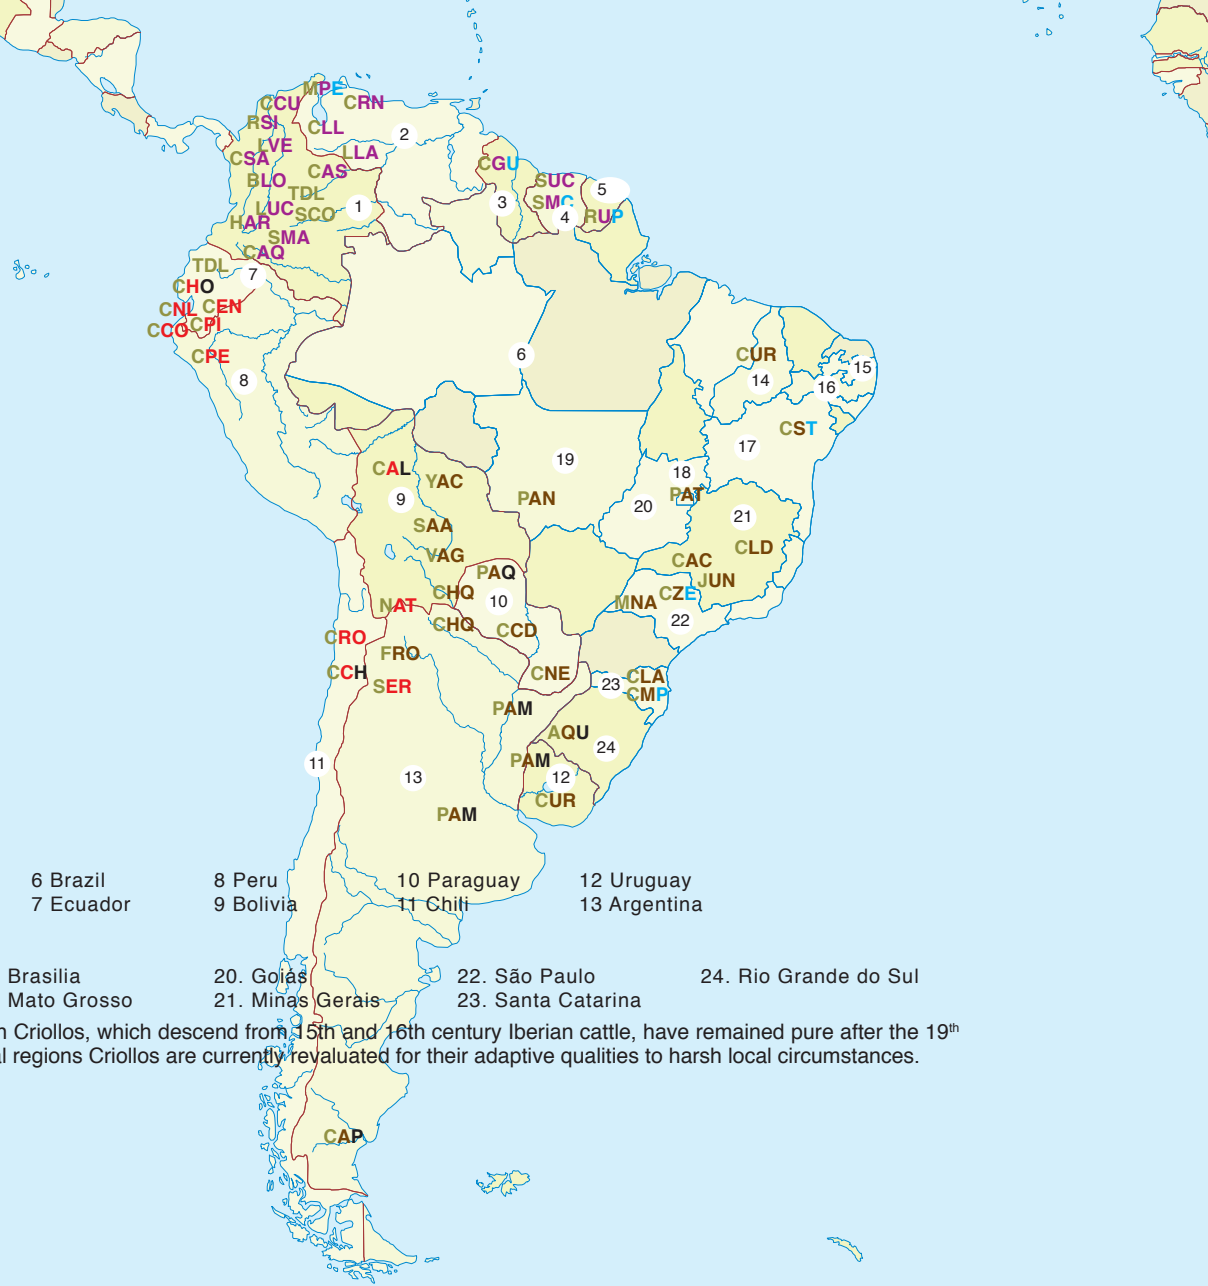 MPE
CCU
CRN
RSI
CLL
2
LVE
LLA
CSA
CGU
CAS
BLO
SUC
5
TDL
SMC
3
1
LUC
SCO
4
RUP
HAR
SMA
CAQ
TDL
7
CHO
CNL
CEN
CCO
CPI
CPE
6
CUR
8
14
15
16
CST
17
19
CAL
18
YAC
9
PAN
PAT
20
21
SAA
VAG
CLD
CAC
PAQ
JUN
CHQ
CZE
10
MNA
NAT
22
CHQ
CCD
CRO
FRO
CCH
CNE
CLA
SER
23
CMP
PAM
AQU
24
PAM
11
13
12
CUR
PAM
6 Brazil 8 Peru 10 Paraguay 12 Uruguay
7 Ecuador 9 Bolivia 11 Chili 13 Argentina
Brasilia 20. Goiás 22. São Paulo 24. Rio Grande do Sul
Mato Grosso 21. Minas Gerais 23. Santa Catarina
n Criollos, which descend from 15th and 16th century Iberian cattle, have remained pure after the 19th
l regions Criollos are currently revaluated for their adaptive qualities to harsh local circumstances.
CAP